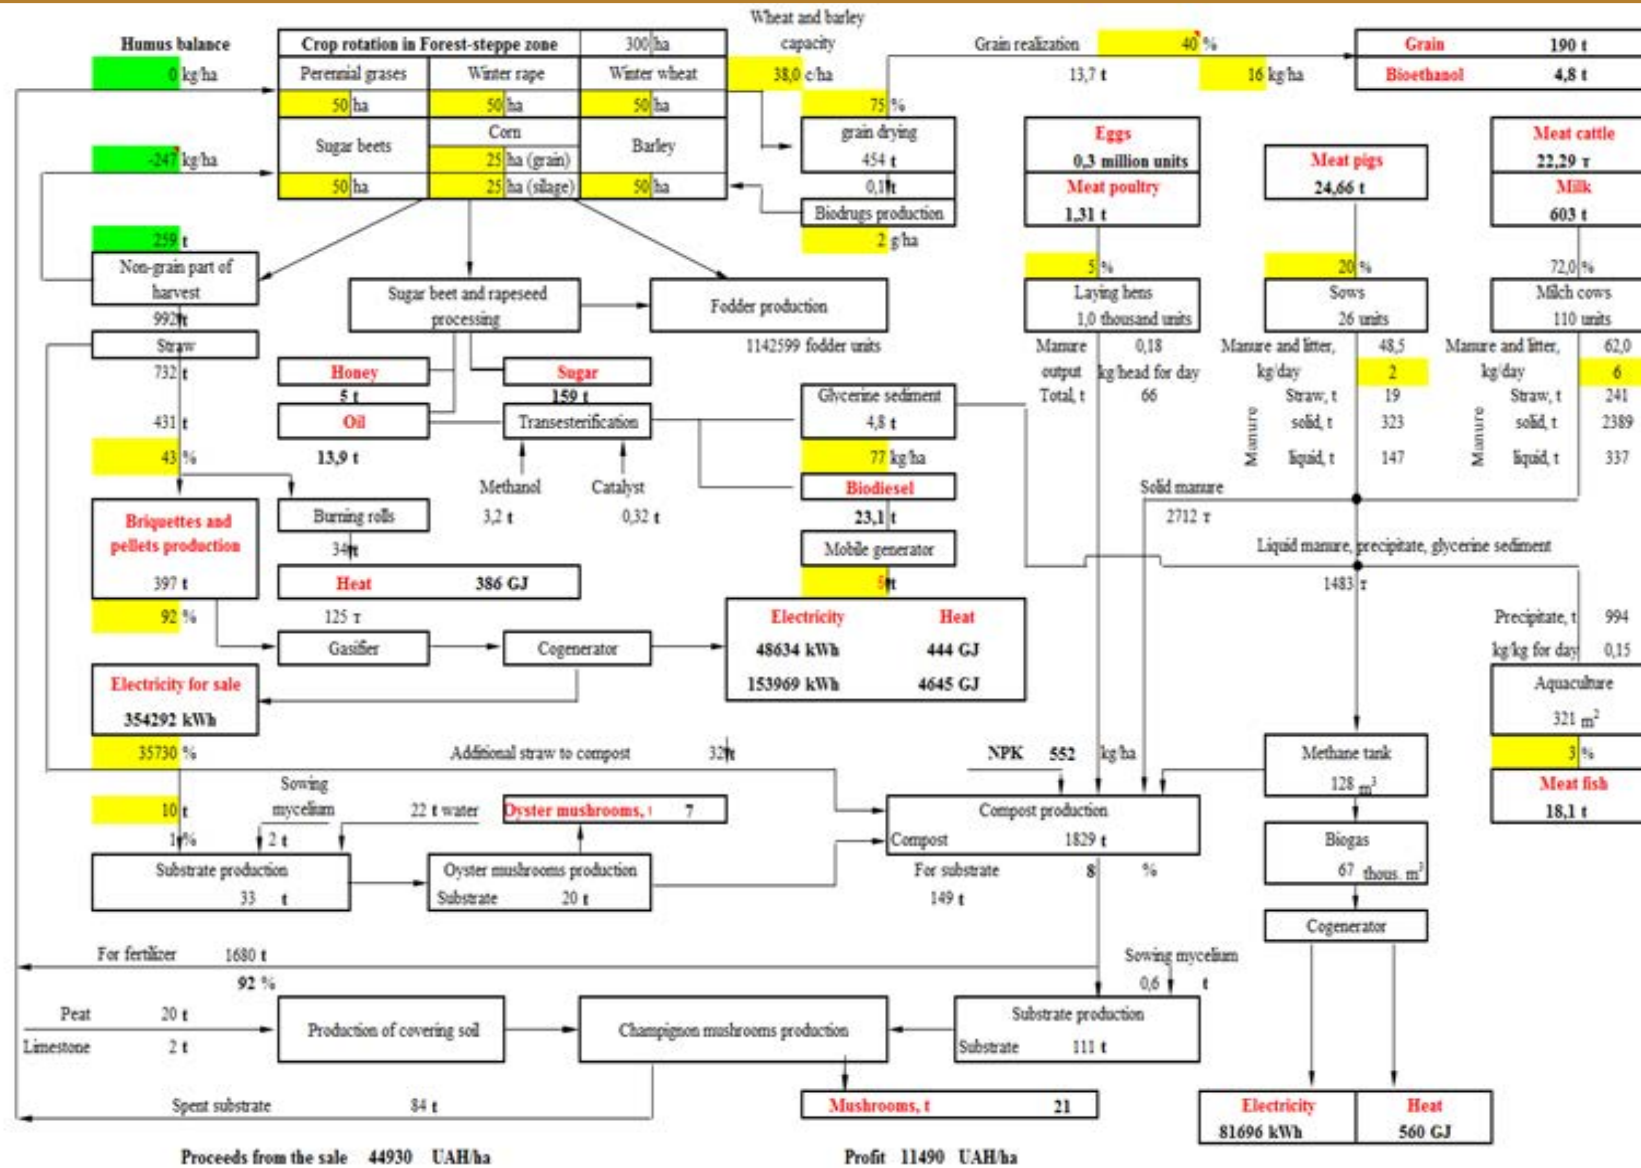 Wheat and barley
capacity
Humus balance
Crop rotation in Forest-steppe zone 300 ha
Grain realization 40 %
Grain 190 t
0 kg/ha
Perennial grases Winter rape Winter wheat
38,0 c/ha
13,7 t 16 kg/ha
Bioethanol 4,8 t
50 ha 50 ha 50 ha
75 %
Sugar beets Corn Barley
grain drying
454 t
Eggs
0,3 million units
Meat poultry
1,31 t
Meat pigs
24,66 t
Meat cattle
22,29 т
Milk
603 t
-247 kg/ha
25 ha (grain)
50 ha 25 ha (silage) 50 ha
0,1 t
Biodrugs production
2 g/ha
259 t
Non-grain part of
harvest
992 t
Straw
732 t
431 t
43 %
Sugar beet and rapeseed
processing
Fodder production
1142599 fodder units
5 %
Laying hens
1,0 thousand units
20 %
Sows
26 units
72,0 %
Milch cows
110 units
Manure 0,18
output kg/head for day
Total, t 66
Manure and litter, 48,5
kg/day 2
Straw, t 19
Manure
solid, t 323
liquid, t 147
Manure and litter, 62,0
kg/day 6
Straw, t 241
Manure
solid, t 2389
liquid, t 337
Honey
5 t
Sugar
159 t
Oil
13,9 t
Transesterification
Glycerine sediment
4,8 t
77 kg/ha
Methanol Catalyst
3,2 t 0,32 t
Biodiesel
23,1 t
Mobile generator
5 t
Solid manure
2712 т
Liquid manure, precipitate, glycerine sediment
1483 т
Briquettes and
pellets production
397 t
92 %
Burning rolls
34 t
Heat 386 GJ
125 т
Gasifier
Cogenerator
Electricity Heat
48634 kWh 444 GJ
153969 kWh 4645 GJ
Precipitate, t 994
kg/kg for day 0,15
Aquaculture
321 m²
3 %
Meat fish
18,1 t
Electricity for sale
354292 kWh
35730 %
Additional straw to compost 32 t
NPK 552 kg/ha
Methane tank
128 m³
10 t
1 %
Sowing
mycelium
2 t
22 t water
Oyster mushrooms, t 7
Compost production
Compost 1829 t
Biogas
67 thous. m³
Substrate production
33 t
Oyster mushrooms production
Substrate 20 t
For substrate 8 %
149 t
Cogenerator
For fertilizer 1680 t
92 %
Sowing mycelium
0,6 t
Peat 20 t
Limestone 2 t
Production of covering soil
Champignon mushrooms production
Substrate production
Substrate 111 t
Spent substrate 84 t
Mushrooms, t 21
Electricity Heat
81696 kWh 560 GJ
Proceeds from the sale 44930 UAH/ha
Profit 11490 UAH/ha